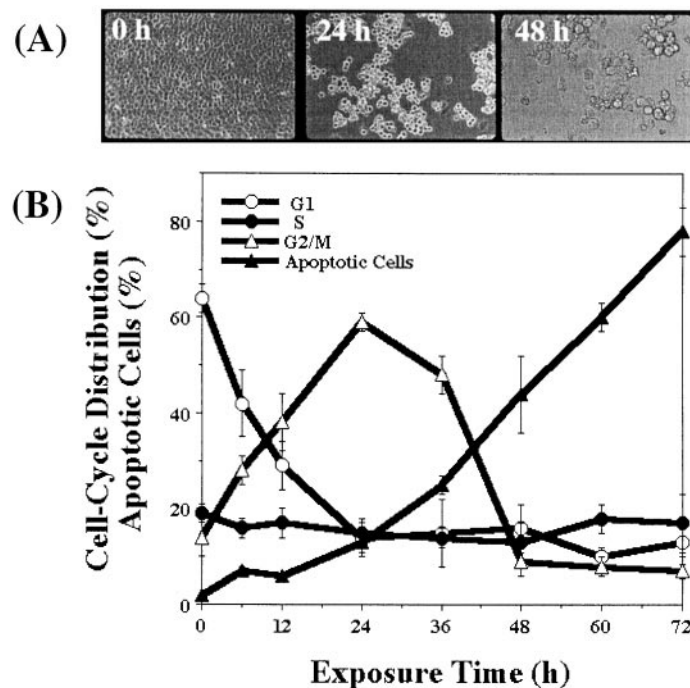 (A)
0 h 24 h 48 h
(B)
G1
S
G2/M
Apoptotic Cells
Cell-Cycle Distribution (%)
Apoptotic Cells (%)
80
60
40
20
0
0 12 24 36 48 60 72
Exposure Time (h)